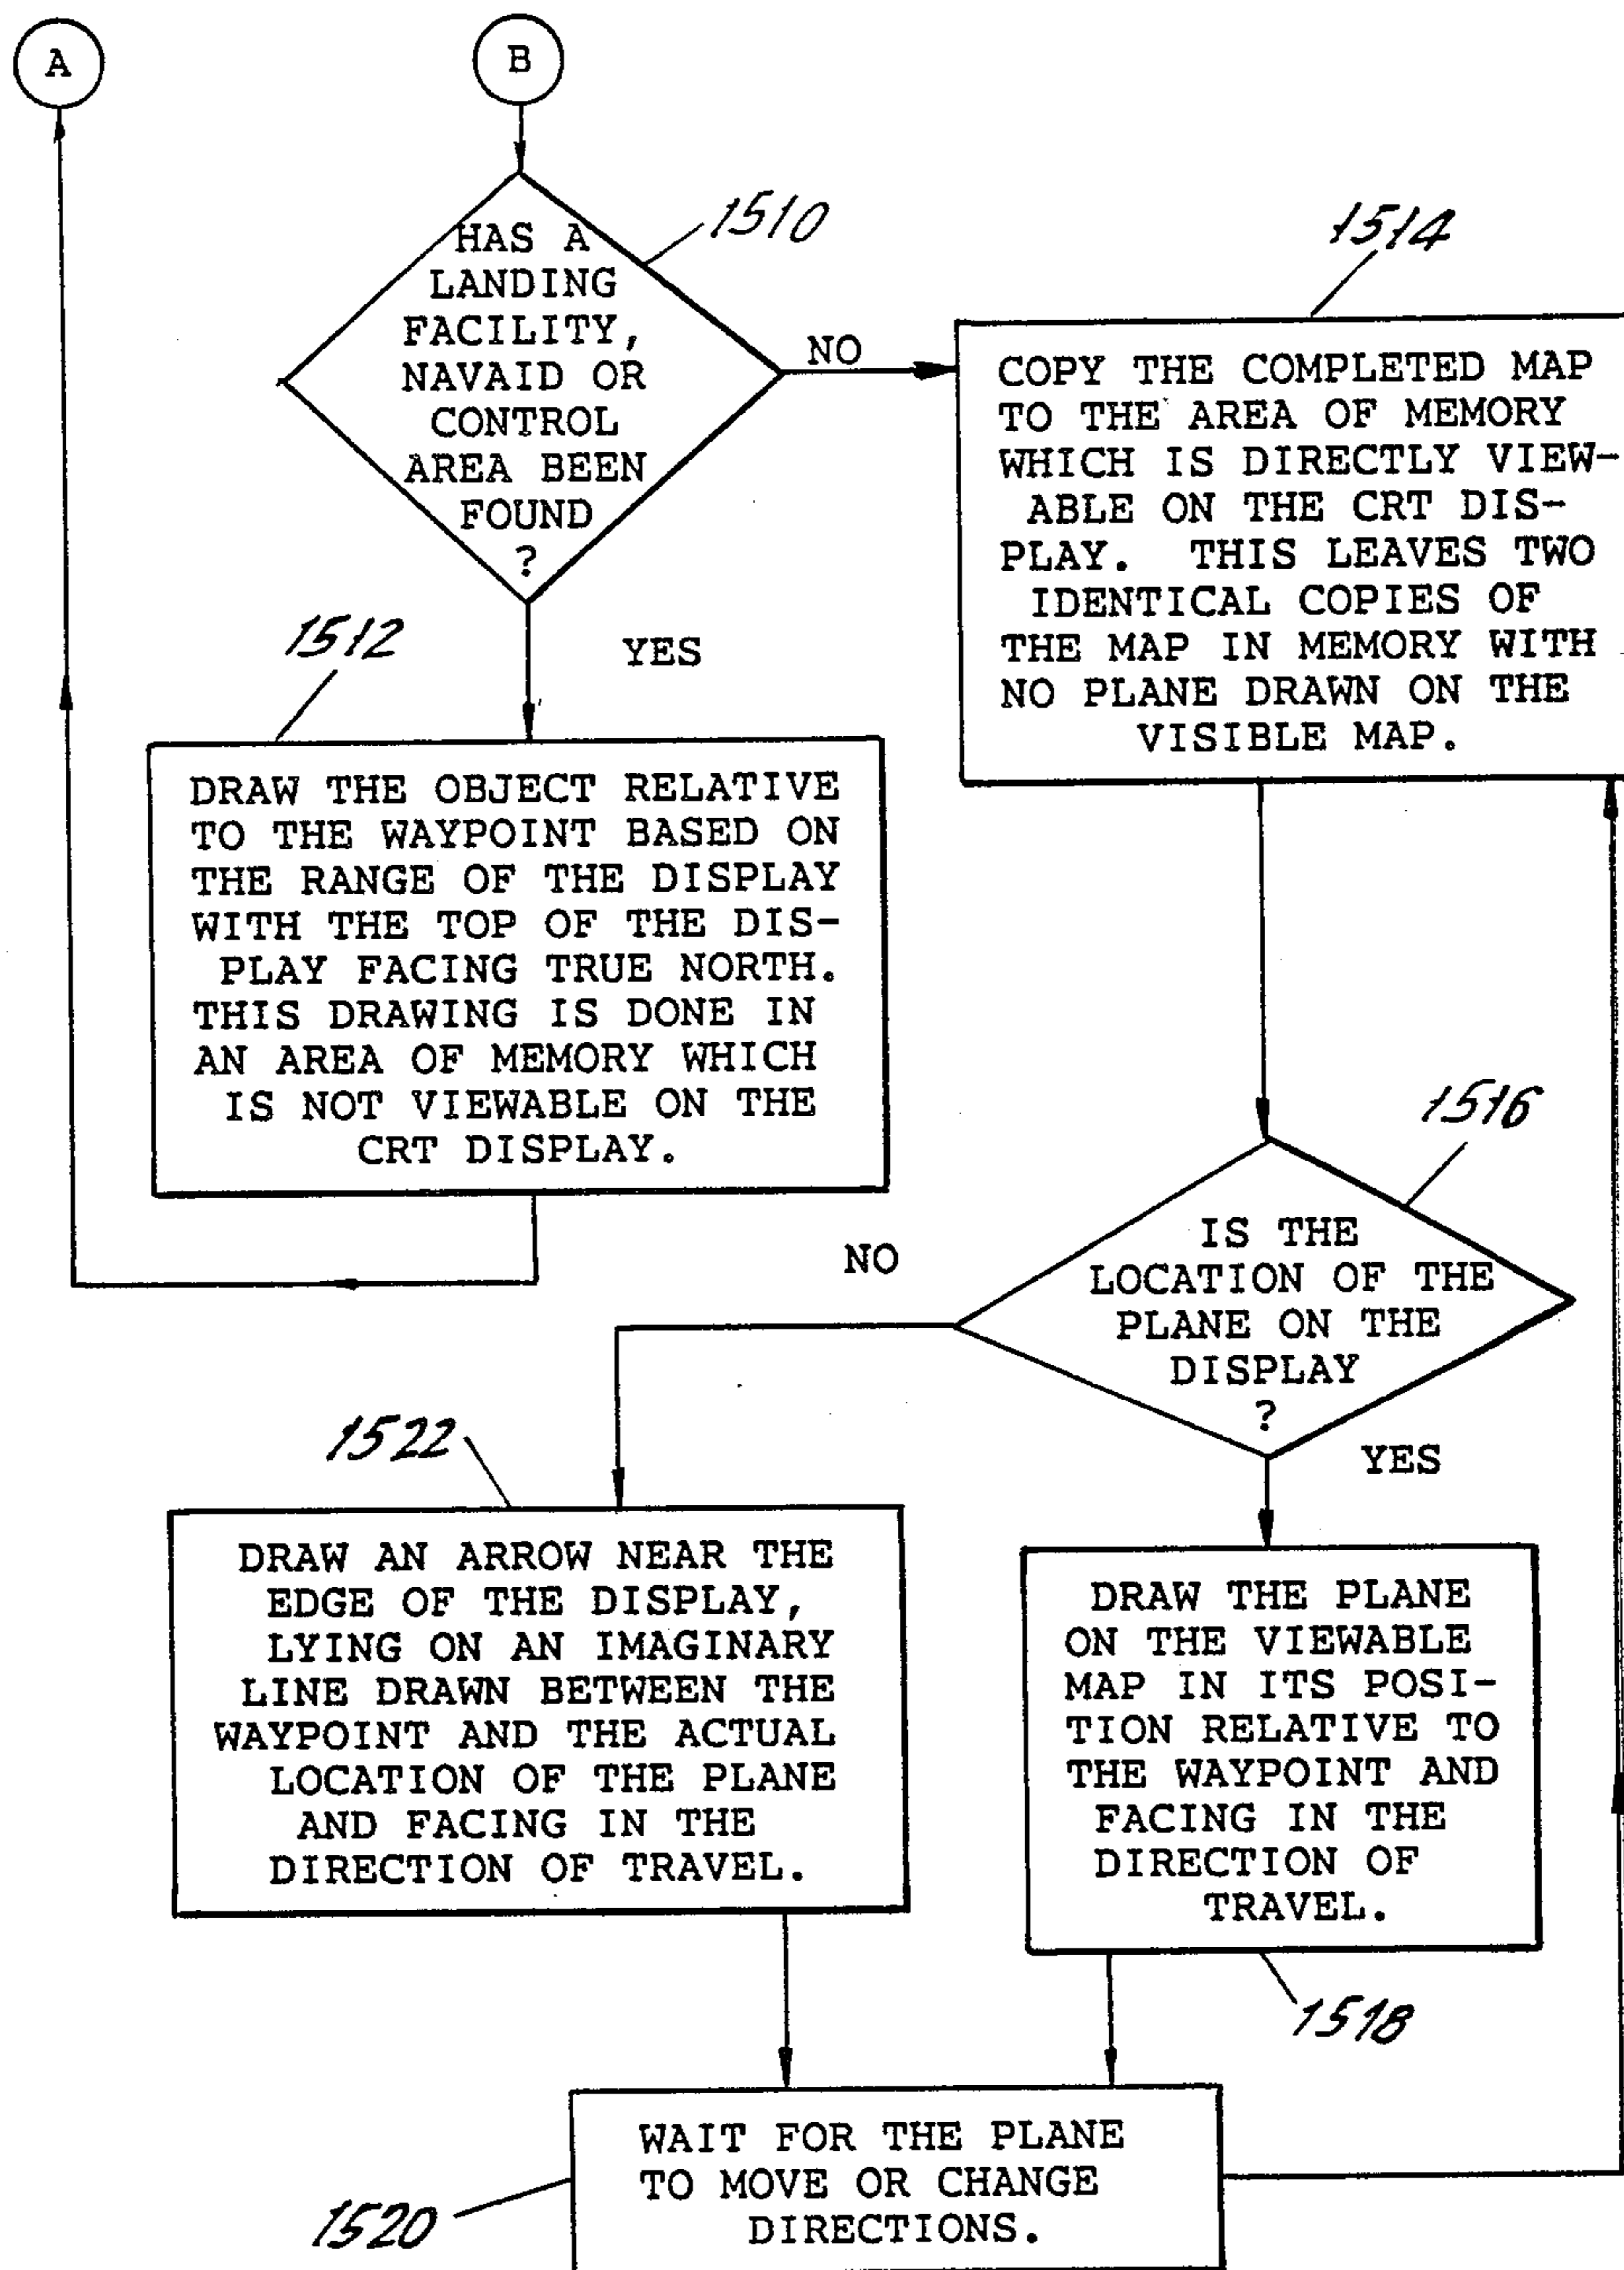 A
B
HAS A
LANDING
FACILITY,
NAVAID OR
CONTROL
AREA BEEN
FOUND
?
1510
NO
YES
1514
COPY THE COMPLETED MAP
TO THE AREA OF MEMORY
WHICH IS DIRECTLY VIEW-
ABLE ON THE CRT DIS-
PLAY. THIS LEAVES TWO
IDENTICAL COPIES OF
THE MAP IN MEMORY WITH
NO PLANE DRAWN ON THE
VISIBLE MAP.
1512
DRAW THE OBJECT RELATIVE
TO THE WAYPOINT BASED ON
THE RANGE OF THE DISPLAY
WITH THE TOP OF THE DIS-
PLAY FACING TRUE NORTH.
THIS DRAWING IS DONE IN
AN AREA OF MEMORY WHICH
IS NOT VIEWABLE ON THE
CRT DISPLAY.
1516
IS THE
LOCATION OF THE
PLANE ON THE
DISPLAY
?
NO
YES
1522
DRAW AN ARROW NEAR THE
EDGE OF THE DISPLAY,
LYING ON AN IMAGINARY
LINE DRAWN BETWEEN THE
WAYPOINT AND THE ACTUAL
LOCATION OF THE PLANE
AND FACING IN THE
DIRECTION OF TRAVEL.
DRAW THE PLANE
ON THE VIEWABLE
MAP IN ITS POSI-
TION RELATIVE TO
THE WAYPOINT AND
FACING IN THE
DIRECTION OF
TRAVEL.
1518
WAIT FOR THE PLANE
TO MOVE OR CHANGE
DIRECTIONS.
1520